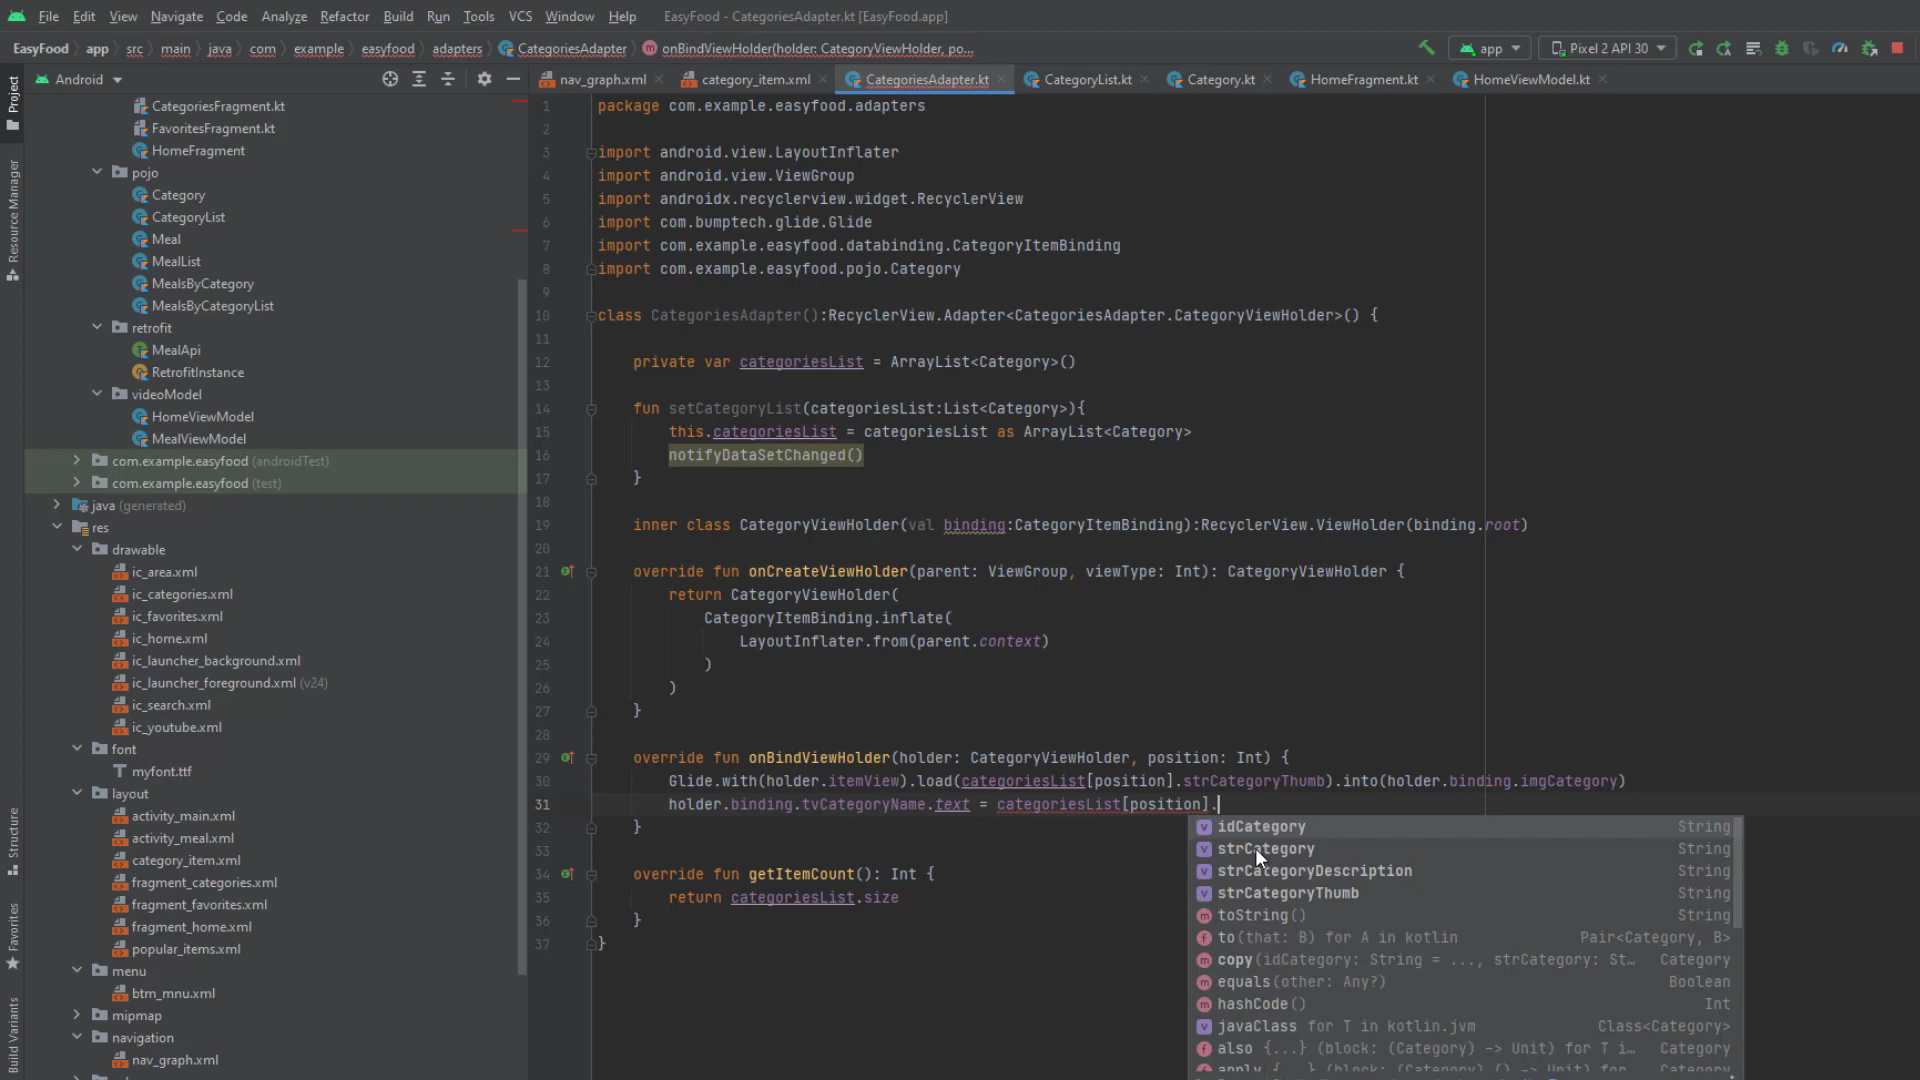 File Edit View Navigate Code Analyze Refactor Build Run Tools VCS Window Help EasyFood - CategoriesAdapter.kt [EasyFood.app]
EasyFood app src main java com example easyfood adapters CategoriesAdapter onBindViewHolder(holder: CategoryViewHolder, po... app Pixel 2 API 30
Android
nav_graph.xml category_item.xml CategoriesAdapter.kt CategoryList.kt Category.kt HomeFragment.kt HomeViewModel.kt
Project
Resource Manager
Structure
Favorites
Build Variants
CategoriesFragment.kt
FavoritesFragment.kt
HomeFragment
pojo
Category
CategoryList
Meal
MealList
MealsByCategory
MealsByCategoryList
retrofit
MealApi
RetrofitInstance
videoModel
HomeViewModel
MealViewModel
com.example.easyfood (androidTest)
com.example.easyfood (test)
java (generated)
res
drawable
ic_area.xml
ic_categories.xml
ic_favorites.xml
ic_home.xml
ic_launcher_background.xml
ic_launcher_foreground.xml (v24)
ic_search.xml
ic_youtube.xml
font
myfont.ttf
layout
activity_main.xml
activity_meal.xml
category_item.xml
fragment_categories.xml
fragment_favorites.xml
fragment_home.xml
popular_items.xml
menu
btm_mnu.xml
mipmap
navigation
nav_graph.xml
1 package com.example.easyfood.adapters
2
3 import android.view.LayoutInflater
4 import android.view.ViewGroup
5 import androidx.recyclerview.widget.RecyclerView
6 import com.bumptech.glide.Glide
7 import com.example.easyfood.databinding.CategoryItemBinding
8 import com.example.easyfood.pojo.Category
9
10 class CategoriesAdapter():RecyclerView.Adapter<CategoriesAdapter.CategoryViewHolder>() {
11
12 private var categoriesList = ArrayList<Category>()
13
14 fun setCategoryList(categoriesList:List<Category>){
15 this.categoriesList = categoriesList as ArrayList<Category>
16 notifyDataSetChanged()
17 }
18
19 inner class CategoryViewHolder(val binding:CategoryItemBinding):RecyclerView.ViewHolder(binding.root)
20
21 override fun onCreateViewHolder(parent: ViewGroup, viewType: Int): CategoryViewHolder {
22 return CategoryViewHolder(
23 CategoryItemBinding.inflate(
24 LayoutInflater.from(parent.context)
25 )
26 )
27 }
28
29 override fun onBindViewHolder(holder: CategoryViewHolder, position: Int) {
30 Glide.with(holder.itemView).load(categoriesList[position].strCategoryThumb).into(holder.binding.imgCategory)
31 holder.binding.tvCategoryName.text = categoriesList[position].
32 }
33
34 override fun getItemCount(): Int {
35 return categoriesList.size
36 }
37 }
idCategory String
strCategory String
strCategoryDescription String
strCategoryThumb String
toString() String
to(that: B) for A in kotlin Pair<Category, B>
copy(idCategory: String = ..., strCategory: St... Category
equals(other: Any?) Boolean
hashCode() Int
javaClass for T in kotlin.jvm Class<Category>
also {...} (block: (Category) -> Unit) for T i... Category
apply {...} (block: (Category) () -> Unit) for Category